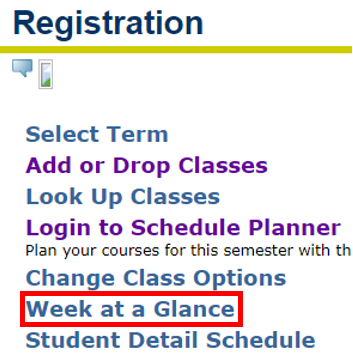 Registration
Select Term
Add or Drop Classes
Look Up Classes
Login to Schedule Planner
Plan your courses for this semester with th
Change Class Options
Week at a Glance
Student Detail Schedule